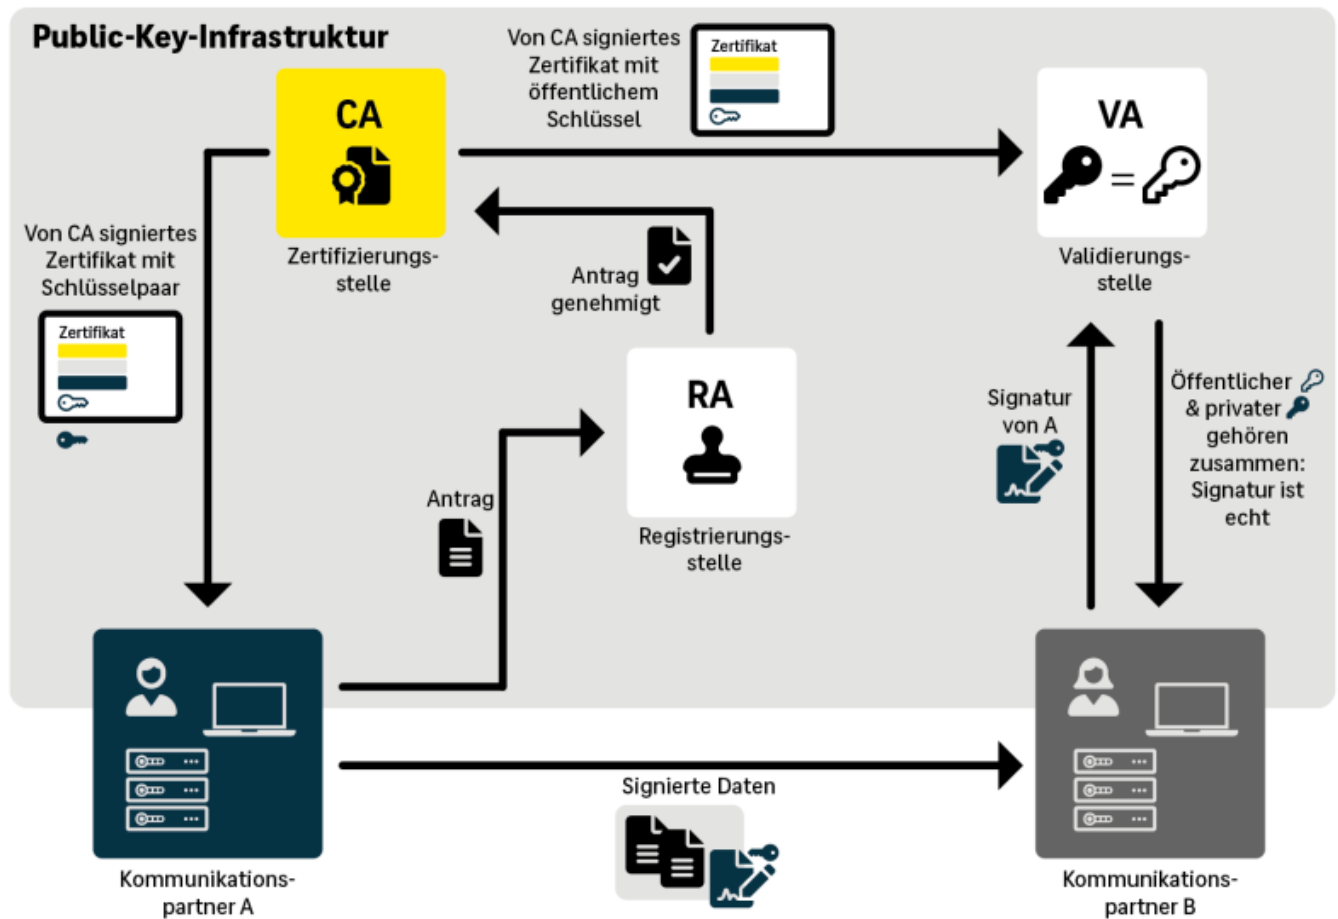 Public-Key-Infrastruktur
Von CA signiertes
Zertifikat mit
öffentlichem
Schlüssel
Zertifikat
CA
Zertifizierungs-
stelle
VA
=
Validierungs-
stelle
Von CA signiertes
Zertifikat mit
Schlüsselpaar
Zertifikat
Antrag
genehmigt
RA
Registrierungs-
stelle
Antrag
Signatur
von A
Öffentlicher
& privater
gehören
zusammen:
Signatur ist
echt
Signierte Daten
Kommunikations-
partner A
Kommunikations-
partner B